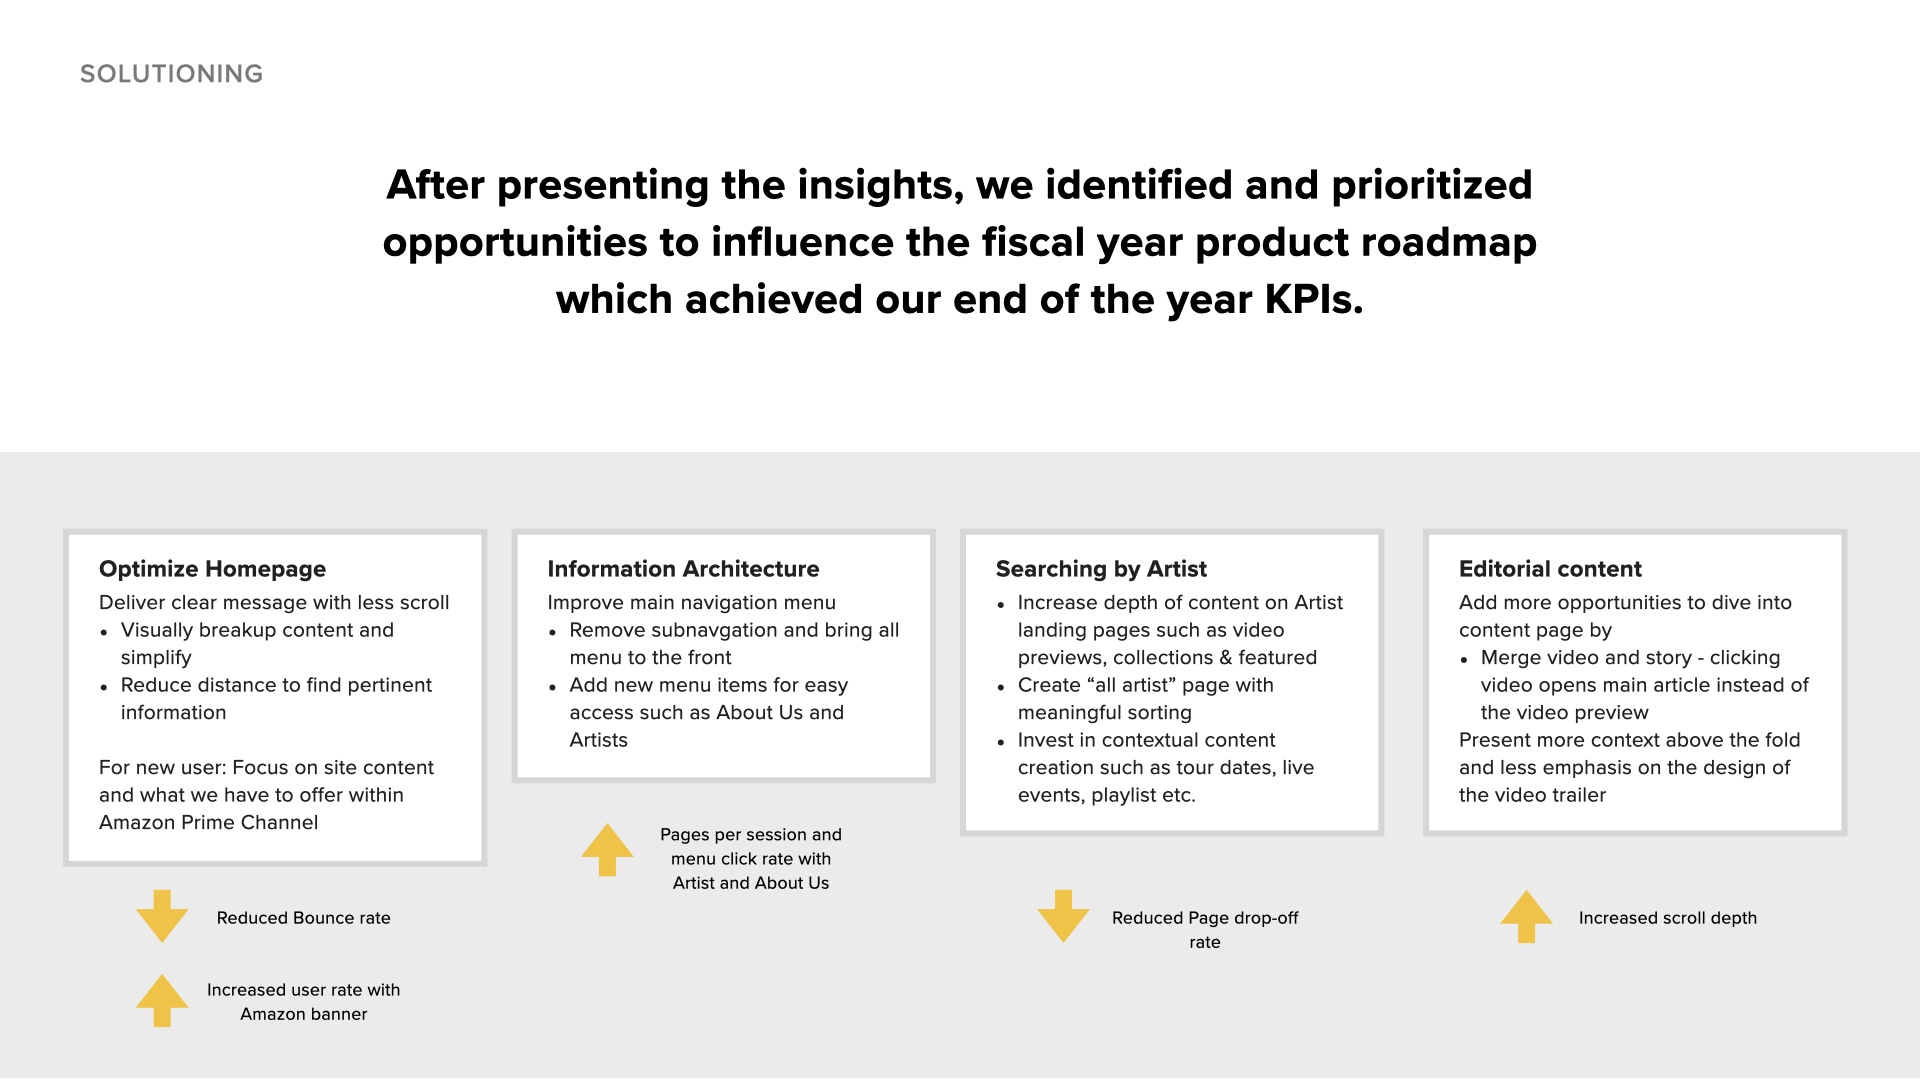 SOLUTIONING
After presenting the insights, we identified and prioritized
opportunities to influence the fiscal year product roadmap
which achieved our end of the year KPIs.
Optimize Homepage
Deliver clear message with less scroll
• Visually breakup content and
simplify
• Reduce distance to find pertinent
information
For new user: Focus on site content
and what we have to offer within
Amazon Prime Channel
Reduced Bounce rate
Increased user rate with
Amazon banner
Information Architecture
Improve main navigation menu
• Remove subnavgation and bring all
menu to the front
• Add new menu items for easy
access such as About Us and
Artists
Pages per session and
menu click rate with
Artist and About Us
Searching by Artist
• Increase depth of content on Artist
landing pages such as video
previews, collections & featured
• Create “all artist” page with
meaningful sorting
• Invest in contextual content
creation such as tour dates, live
events, playlist etc.
Reduced Page drop-off
rate
Editorial content
Add more opportunities to dive into
content page by
• Merge video and story - clicking
video opens main article instead of
the video preview
Present more context above the fold
and less emphasis on the design of
the video trailer
Increased scroll depth